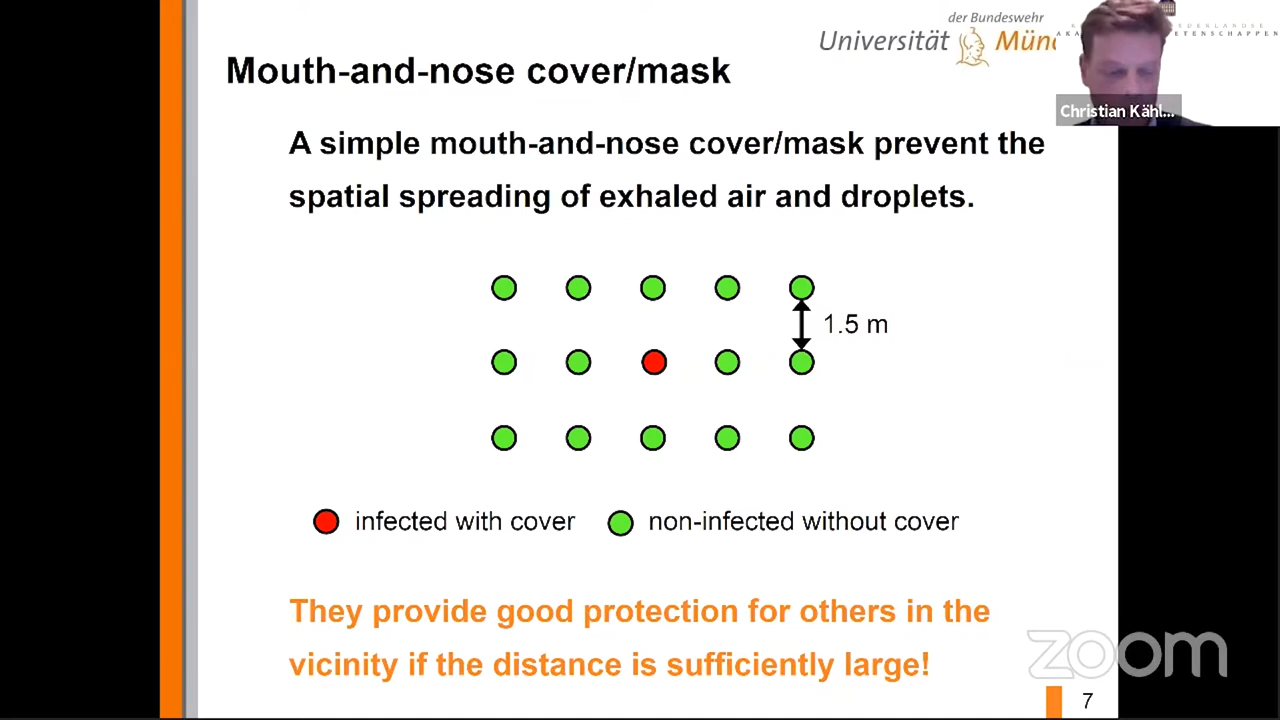 der Bundeswehr
Universität Münc
Mouth-and-nose cover/mask
Christian Kähl...
A simple mouth-and-nose cover/mask prevent the
spatial spreading of exhaled air and droplets.
1.5 m
infected with cover
non-infected without cover
They provide good protection for others in the
vicinity if the distance is sufficiently large!
zoom
7